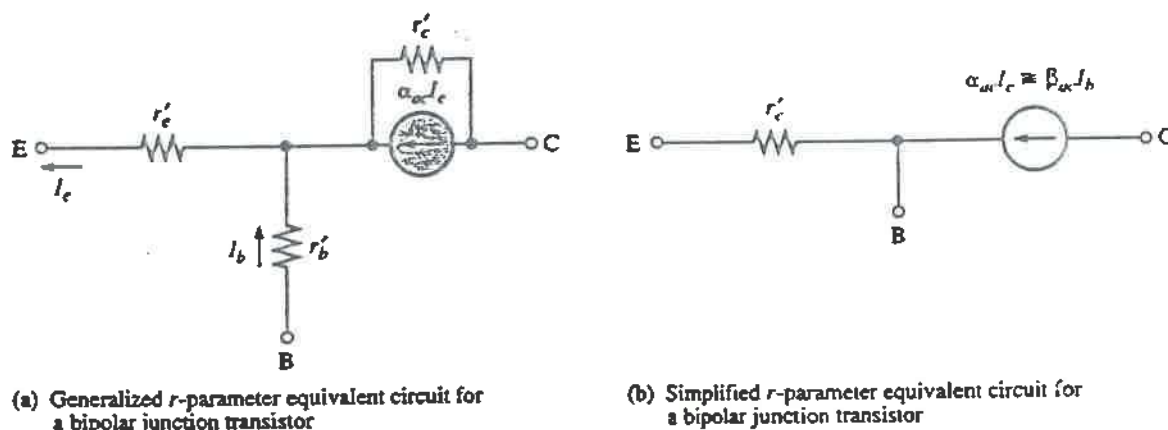 r′c
αac Ie
r′e
E
C
Ie
Ib
r′b
B
(a) Generalized r-parameter equivalent circuit for
a bipolar junction transistor
αac Ie ≅ βac Ib
r′e
E
C
B
(b) Simplified r-parameter equivalent circuit for
a bipolar junction transistor